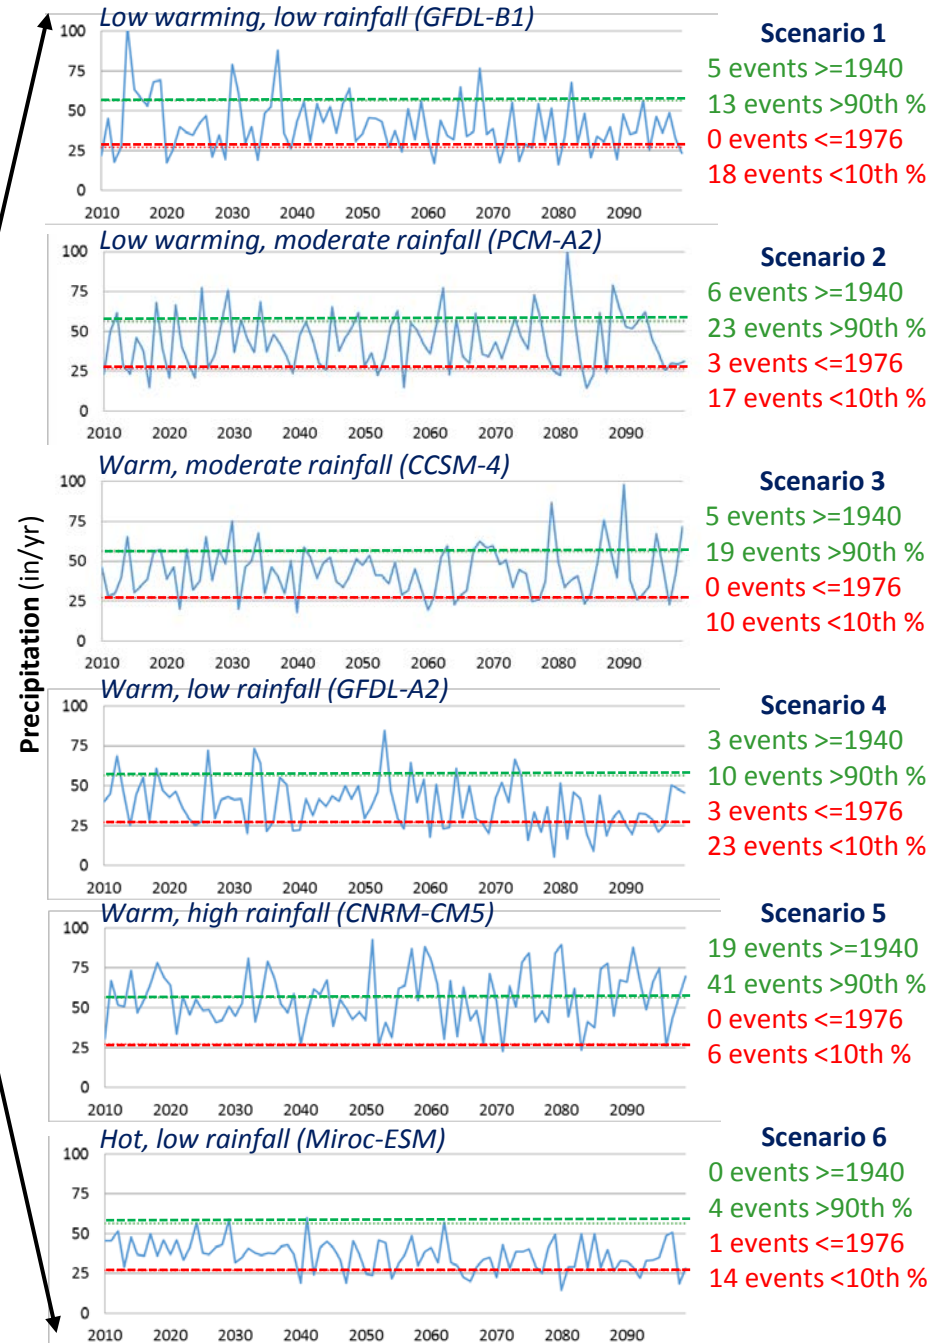 Low warming, low rainfall (GFDL-B1)
100
75
50
25
0
2010 2020 2030 2040 2050 2060 2070 2080 2090
Scenario 1
5 events >=1940
13 events >90th %
0 events <=1976
18 events <10th %
Low warming, moderate rainfall (PCM-A2)
100
75
50
25
0
2010 2020 2030 2040 2050 2060 2070 2080 2090
Scenario 2
6 events >=1940
23 events >90th %
3 events <=1976
17 events <10th %
Precipitation (in/yr)
Warm, moderate rainfall (CCSM-4)
100
75
50
25
0
2010 2020 2030 2040 2050 2060 2070 2080 2090
Scenario 3
5 events >=1940
19 events >90th %
0 events <=1976
10 events <10th %
Warm, low rainfall (GFDL-A2)
100
75
50
25
0
2010 2020 2030 2040 2050 2060 2070 2080 2090
Scenario 4
3 events >=1940
10 events >90th %
3 events <=1976
23 events <10th %
Warm, high rainfall (CNRM-CM5)
100
75
50
25
0
2010 2020 2030 2040 2050 2060 2070 2080 2090
Scenario 5
19 events >=1940
41 events >90th %
0 events <=1976
6 events <10th %
Hot, low rainfall (Miroc-ESM)
100
75
50
25
0
2010 2020 2030 2040 2050 2060 2070 2080 2090
Scenario 6
0 events >=1940
4 events >90th %
1 events <=1976
14 events <10th %